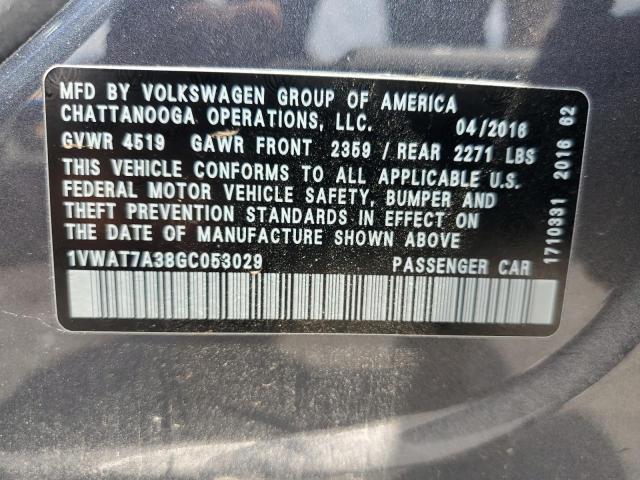 MFD BY VOLKSWAGEN GROUP OF AMERICA
CHATTANOOGA OPERATIONS, LLC. 04/2016
GVWR 4519 GAWR FRONT 2359 / REAR 2271 LBS
THIS VEHICLE CONFORMS TO ALL APPLICABLE U.S.
FEDERAL MOTOR VEHICLE SAFETY, BUMPER AND
THEFT PREVENTION STANDARDS IN EFFECT ON
THE DATE OF MANUFACTURE SHOWN ABOVE
1VWAT7A38GC053029 PASSENGER CAR
1710331 2016 62